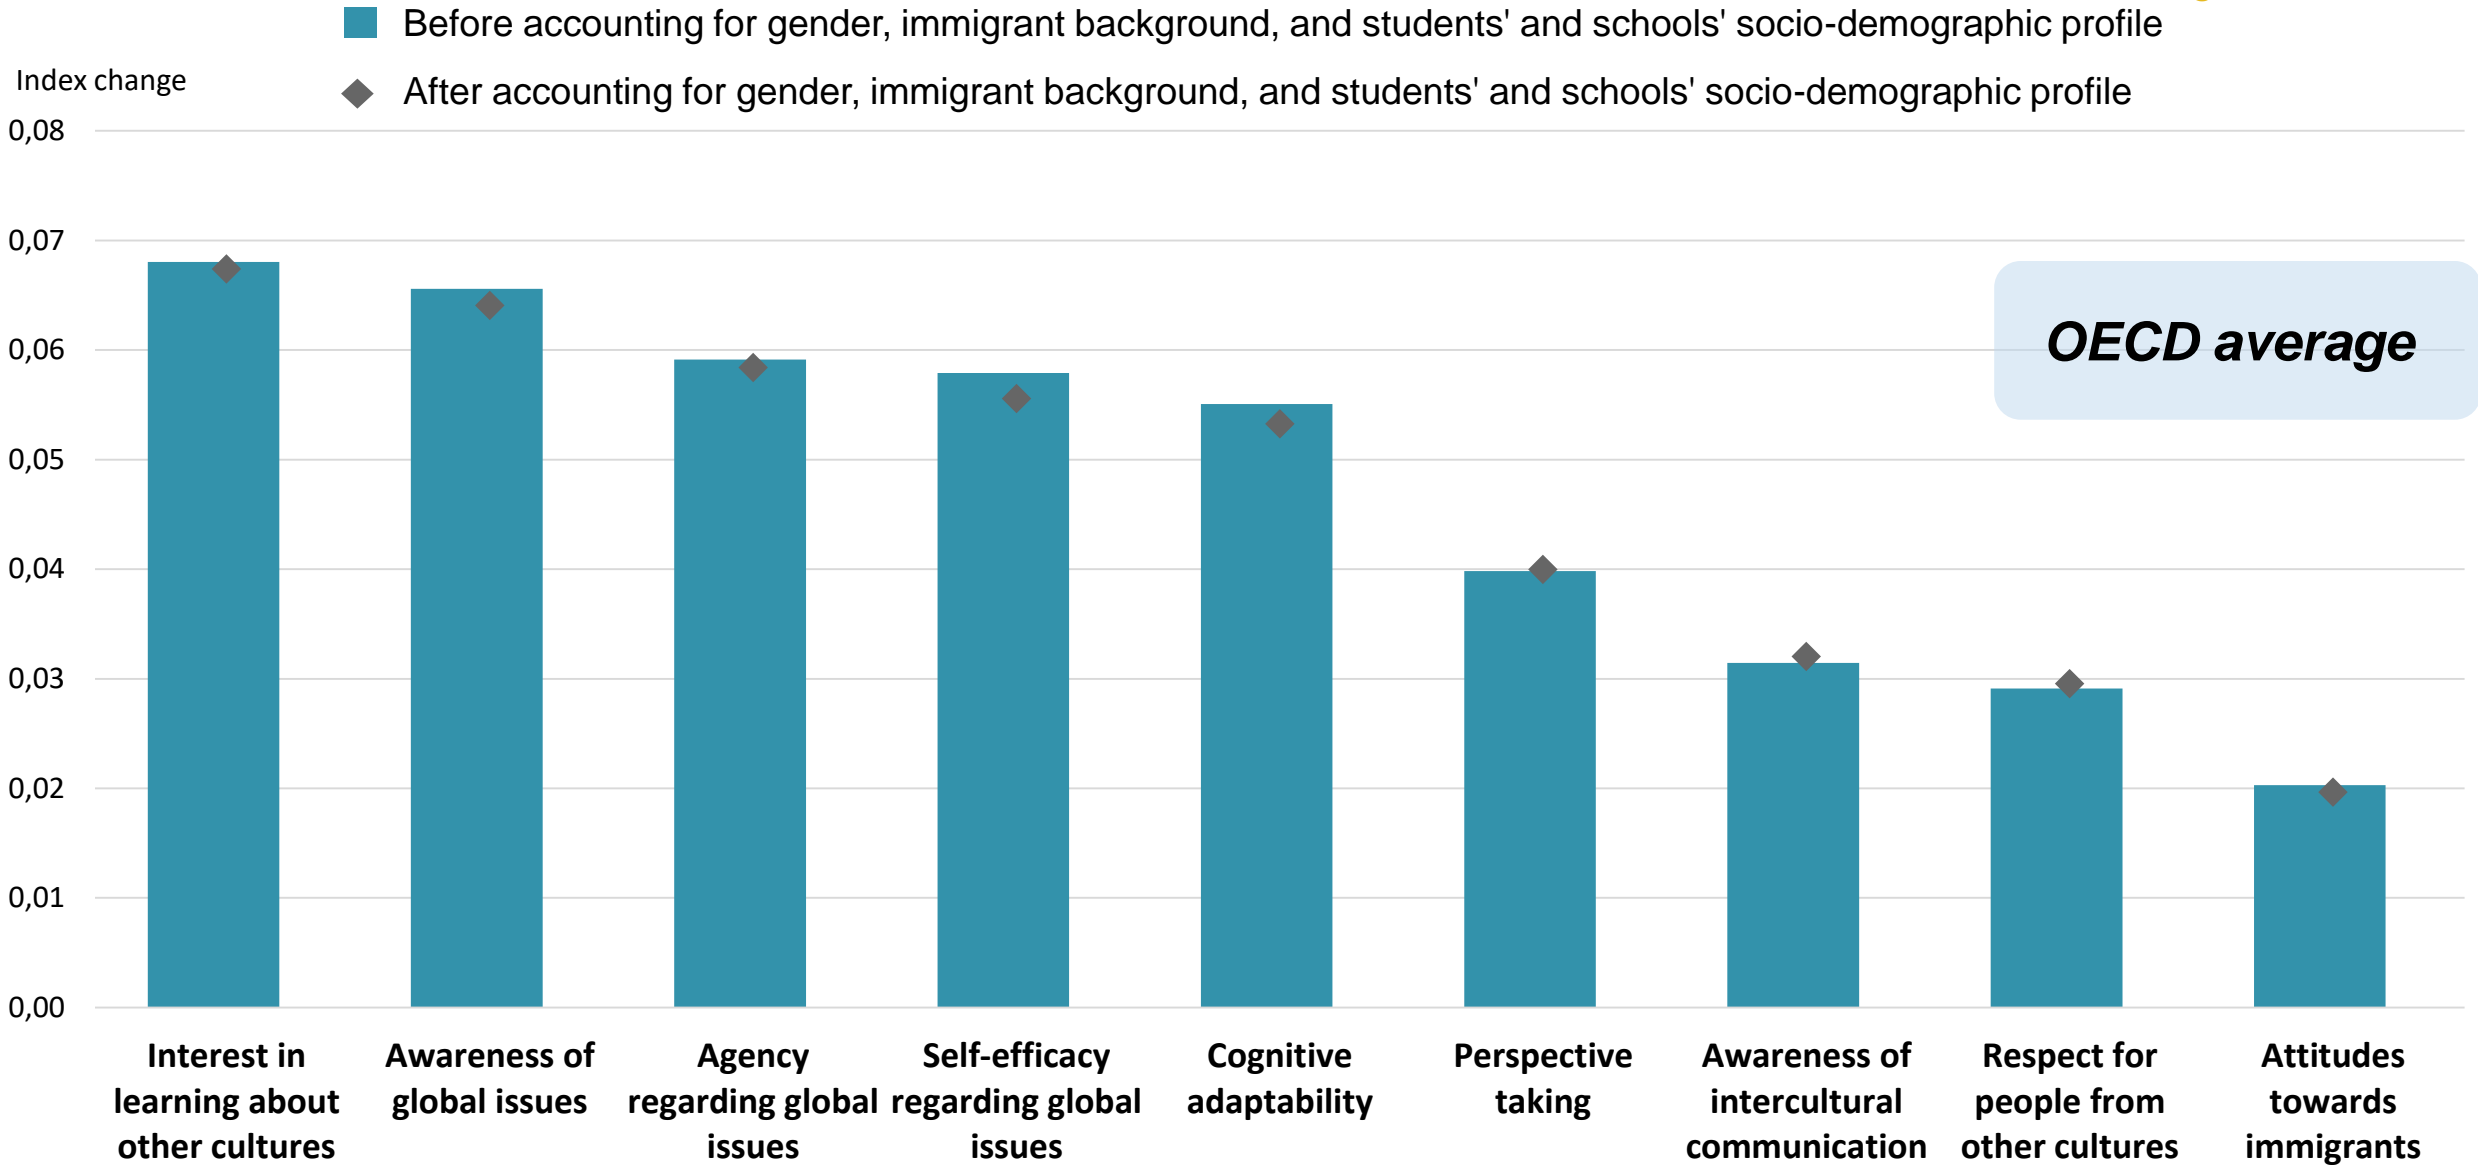 Before accounting for gender, immigrant background, and students' and schools' socio-demographic profile
Index change
After accounting for gender, immigrant background, and students' and schools' socio-demographic profile
0,08
0,07
0,06
0,05
0,04
0,03
0,02
0,01
0,00
OECD average
Interest in
learning about
other cultures
Awareness of
global issues
Agency
regarding global
issues
Self-efficacy
regarding global
issues
Cognitive
adaptability
Perspective
taking
Awareness of
intercultural
communication
Respect for
people from
other cultures
Attitudes
towards
immigrants